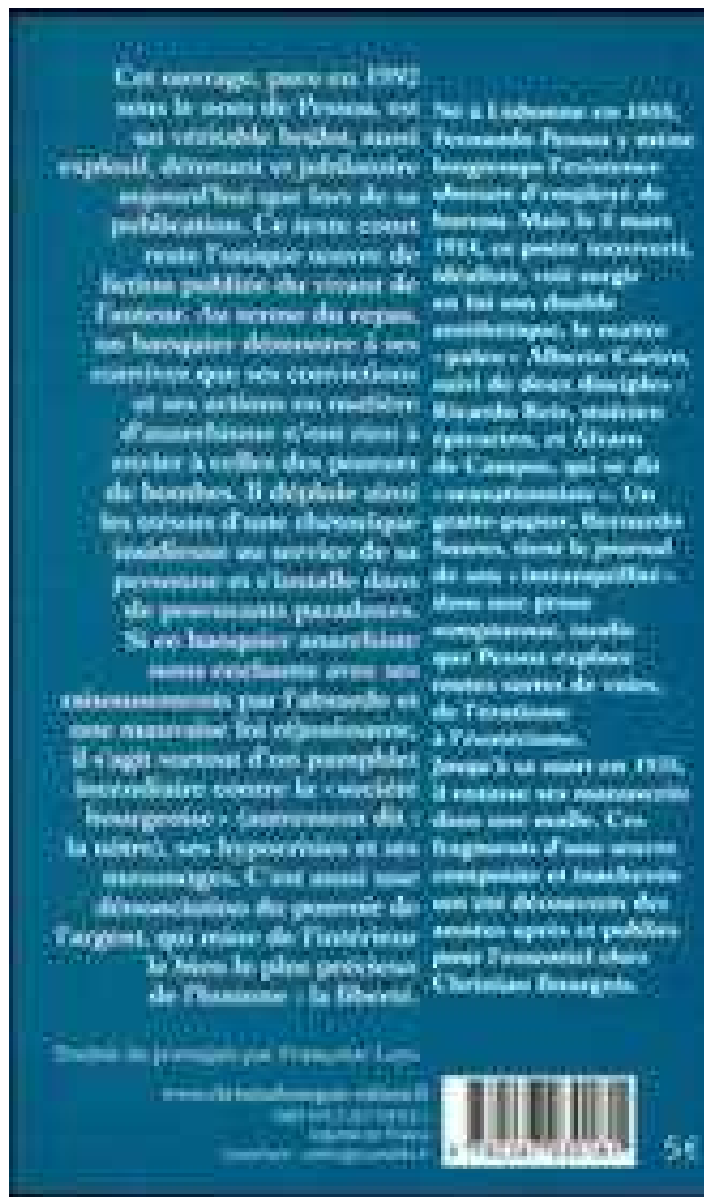 Cet ouvrage, paru en 1992
sous le nom de Pessoa, est
un véritable brûlot, aussi
explosif, détonant et jubilatoire
aujourd'hui que lors de sa
publication. Ce texte court
reste l'unique œuvre de
fiction publiée du vivant de
l'auteur. Au terme du repas,
un banquier démontre à ses
convives que ses convictions
et ses actions en matière
d'anarchisme n'ont rien à
envier à celles des poseurs
de bombes. Il déploie ainsi
les trésors d'une rhétorique
insidieuse au service de sa
personne et s'installe dans
de provocants paradoxes.
Si ce banquier anarchiste
nous enchante avec ses
raisonnements par l'absurde et
une mauvaise foi réjouissante,
il s'agit surtout d'un pamphlet
incendiaire contre la « société
bourgeoise » (autrement dit :
la nôtre), ses hypocrisies et ses
mensonges. C'est aussi une
dénonciation du pouvoir de
l'argent, qui mine de l'intérieur
le bien le plus précieux
de l'homme : la liberté.
Né à Lisbonne en 1888,
Fernando Pessoa y mène
longtemps l'existence
obscure d'employé de
bureau. Mais le 8 mars
1914, ce poète introverti,
idéaliste, voit surgir
en lui son double
antithétique, le maître
« païen » Alberto Caeiro,
suivi de deux disciples :
Ricardo Reis, stoïcien
épicurien, et Álvaro
de Campos, qui se dit
« sensationniste ». Un
gratte-papier, Bernardo
Soares, tient le journal
de son « intranquillité »
dans une prose
somptueuse, tandis
que Pessoa explore
toutes sortes de voies,
de l'érotisme
à l'ésotérisme.
Jusqu'à sa mort en 1935,
il entasse ses manuscrits
dans une malle. Ces
fragments d'une œuvre
composite et inachevée
ont été découverts des
années après et publiés
pour l'essentiel chez
Christian Bourgois.
Traduit du portugais par Françoise Laye
5 €